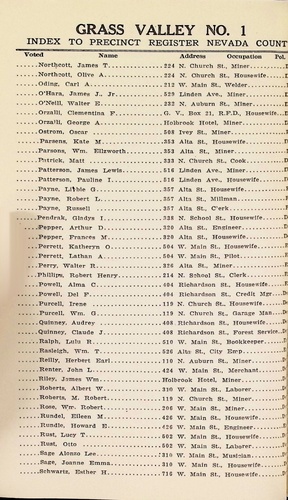 GRASS VALLEY NO. 1
INDEX TO PRECINCT REGISTER NEVADA COUNT
Voted Name Address Occupation Pol.
......Northcott, James T. 224 N. Church St., Miner
......Northcott, Olive A. 224 N. Church St., Housewife
......Oding, Carl A. 212 W. Main St., Welder
......O'Hara, James J., Jr. 529 Linden Ave., Miner
......O'Neill, Walter E. 232 N. Auburn St., Miner
......Orzalli, Clementina F. G. V. Box 21, R.F.D., Housewife
......Orzalli, George A. Holbrook Hotel, Miner
......Ostrom, Oscar 508 Ivey St., Miner
......Parsons, Kate M. 353 Alta St., Housewife
......Parsons, Wm. Ellzworth 353 Alta St., Miner
......Patrick, Matt 333 N. Church St., Cook
......Patterson, James Lewis 516 Linden Ave., Miner
......Patterson, Pauline I. 516 Linden Ave., Housewife
......Payne, Libbie G. 357 Alta St., Housewife
......Payne, Robert L. 357 Alta St., Millman
......Payne, Russell 357 Alta St., Clerk
......Pendrak, Gladys I. 338 N. School St., Housewife
......Pepper, Arthur D. 320 Alta St., Engineer
......Pepper, Frances M. 320 Alta St., Housewife
......Perrett, Katheryn O. 504 W. Main St., Housewife
......Perrett, Lathan A. 504 W. Main St., Pilot
......Perry, Walter R. 326 Alta St., Miner
......Phillips, Robert Henry 214 N. School St., Clerk
......Powell, Alma C. 404 Richardson St., Housewife
......Powell, Del F. 404 Richardson St., Credit Mgr.
......Purcell, Irene 119 N. Church St., Housewife
......Purcell, Wm. G. 119 N. Church St., Garage Man
......Quinney, Audrey 408 Richardson St., Housewife
......Quinney, Claude J. 408 Richardson St., Forest Service
......Ralph, Lulu R. 510 W. Main St., Bookkeeper
......Rasleigh, Wm. T. 526 Alta St., City Emp.
......Reilly, Herbert Earl 110 N. Auburn St., Miner
......Renter, John L. 424 W. Main St., Merchant
......Riley, James Wm. Holbrook Hotel, Miner
......Roberts, Albert W. 310 W. Main St., Laborer
......Roberts, M. Robert 119 N. Church St., Miner
......Rose, Wm. Robert 206 W. Main St., Miner
......Rundel, Eileen M. 426 W. Main St., Housewife
......Rundle, Howard E. 426 W. Main St., Engineer
......Rust, Lucy T. 502 W. Main St., Housewife
......Rust, Otto 502 W. Main St., Laborer
......Sage Alonzo Lee 310 W. Main St., Musician
......Sage, Joanne Emma 310 W. Main St., Housewife
......Schwartz, Esther H. 716 W. Main St., Housewife